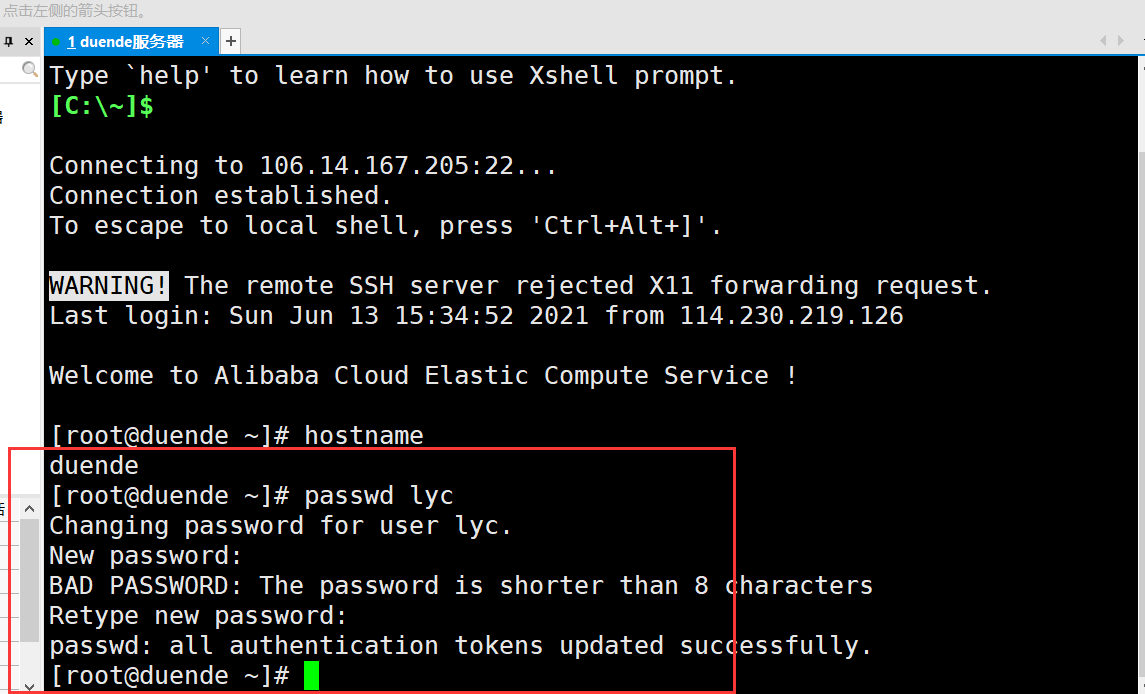 点击左侧的箭头按钮。
1 duende服务器
Type `help' to learn how to use Xshell prompt.
[C:\~]$
Connecting to 106.14.167.205:22...
Connection established.
To escape to local shell, press 'Ctrl+Alt+]'.
WARNING! The remote SSH server rejected X11 forwarding request.
Last login: Sun Jun 13 15:34:52 2021 from 114.230.219.126
Welcome to Alibaba Cloud Elastic Compute Service !
[root@duende ~]# hostname
duende
[root@duende ~]# passwd lyc
Changing password for user lyc.
New password:
BAD PASSWORD: The password is shorter than 8 characters
Retype new password:
passwd: all authentication tokens updated successfully.
[root@duende ~]#